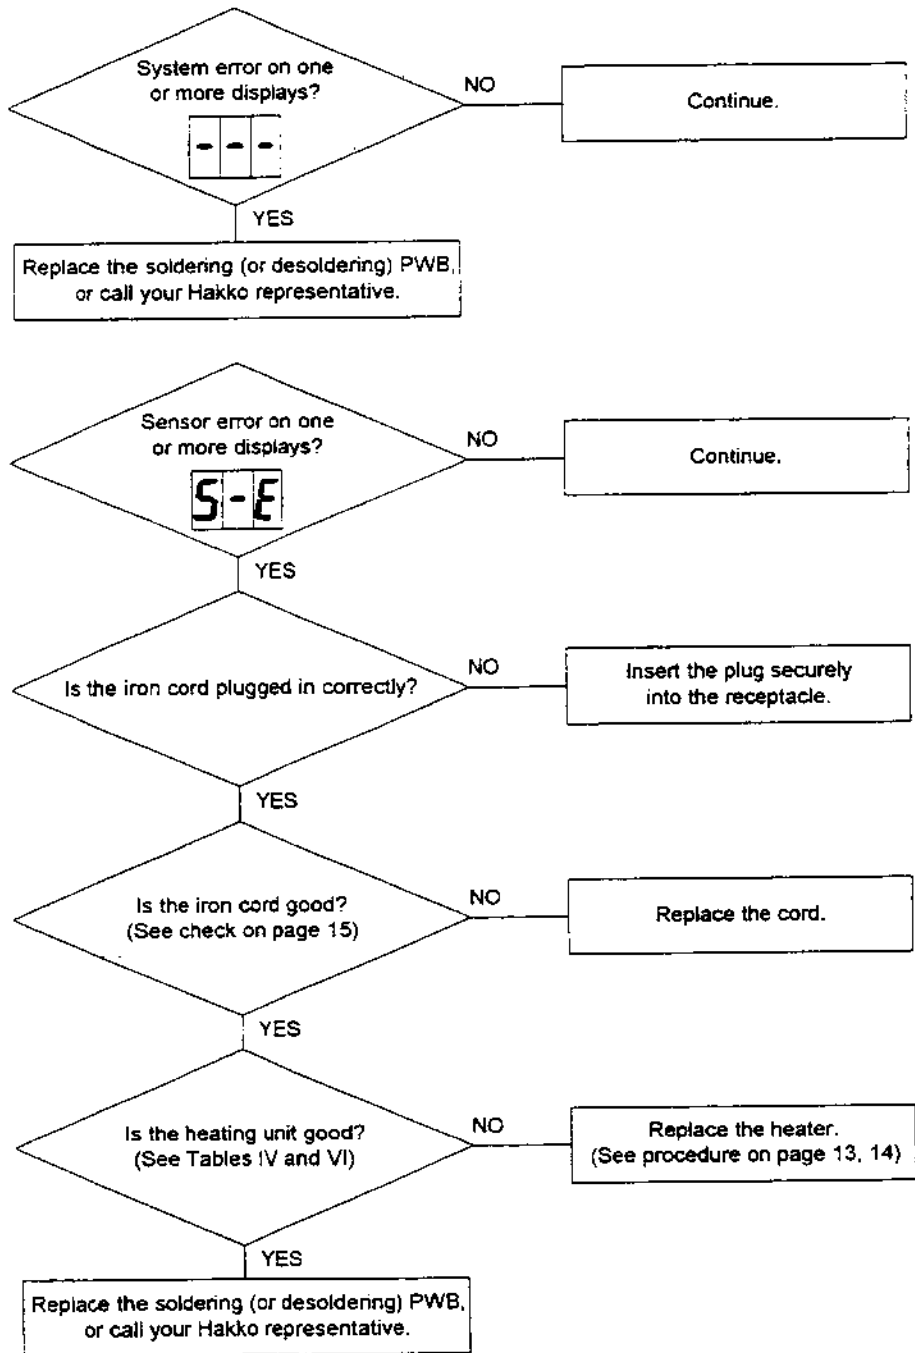 System error on one
or more displays?
NO
Continue.
- - -
YES
Replace the soldering (or desoldering) PWB,
or call your Hakko representative.
Sensor error on one
or more displays?
NO
Continue.
S-E
YES
Is the iron cord plugged in correctly?
NO
Insert the plug securely
into the receptacle.
YES
Is the iron cord good?
(See check on page 15)
NO
Replace the cord.
YES
Is the heating unit good?
(See Tables IV and VI)
NO
Replace the heater.
(See procedure on page 13, 14)
YES
Replace the soldering (or desoldering) PWB,
or call your Hakko representative.